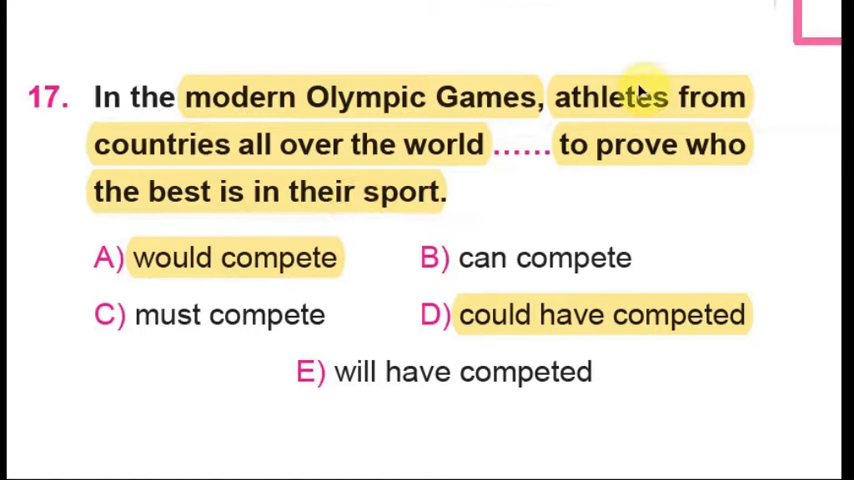 17. In the modern Olympic Games, athletes from
countries all over the world ...... to prove who
the best is in their sport.
A) would compete B) can compete
C) must compete D) could have competed
E) will have competed